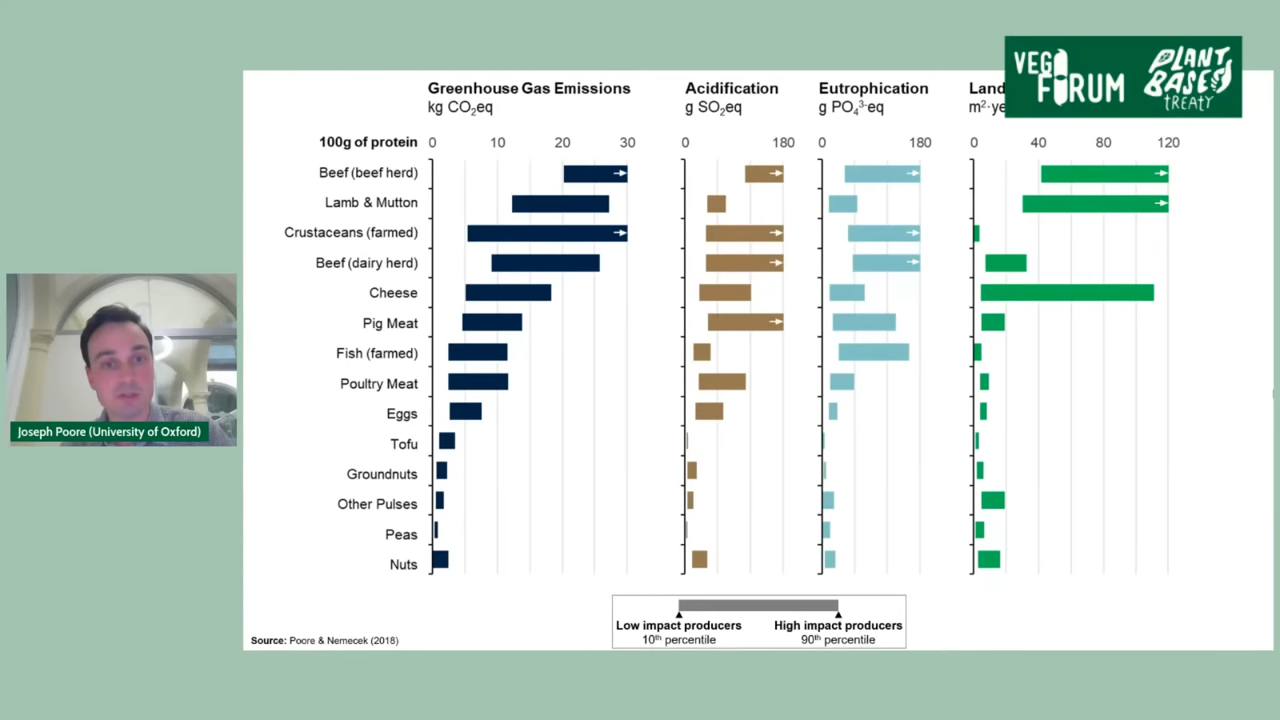 VEG
FORUM
PLANT
BASED
TREATY
Greenhouse Gas Emissions
kg CO₂eq
Acidification
g SO₂eq
Eutrophication
g PO₄³⁻eq
Land
m²·ye
100g of protein
0 10 20 30
0 180
0 180
0 40 80 120
Beef (beef herd)
Lamb & Mutton
Crustaceans (farmed)
Beef (dairy herd)
Cheese
Pig Meat
Fish (farmed)
Poultry Meat
Eggs
Tofu
Groundnuts
Other Pulses
Peas
Nuts
Joseph Poore (University of Oxford)
Low impact producers
10th percentile
High impact producers
90th percentile
Source: Poore & Nemecek (2018)